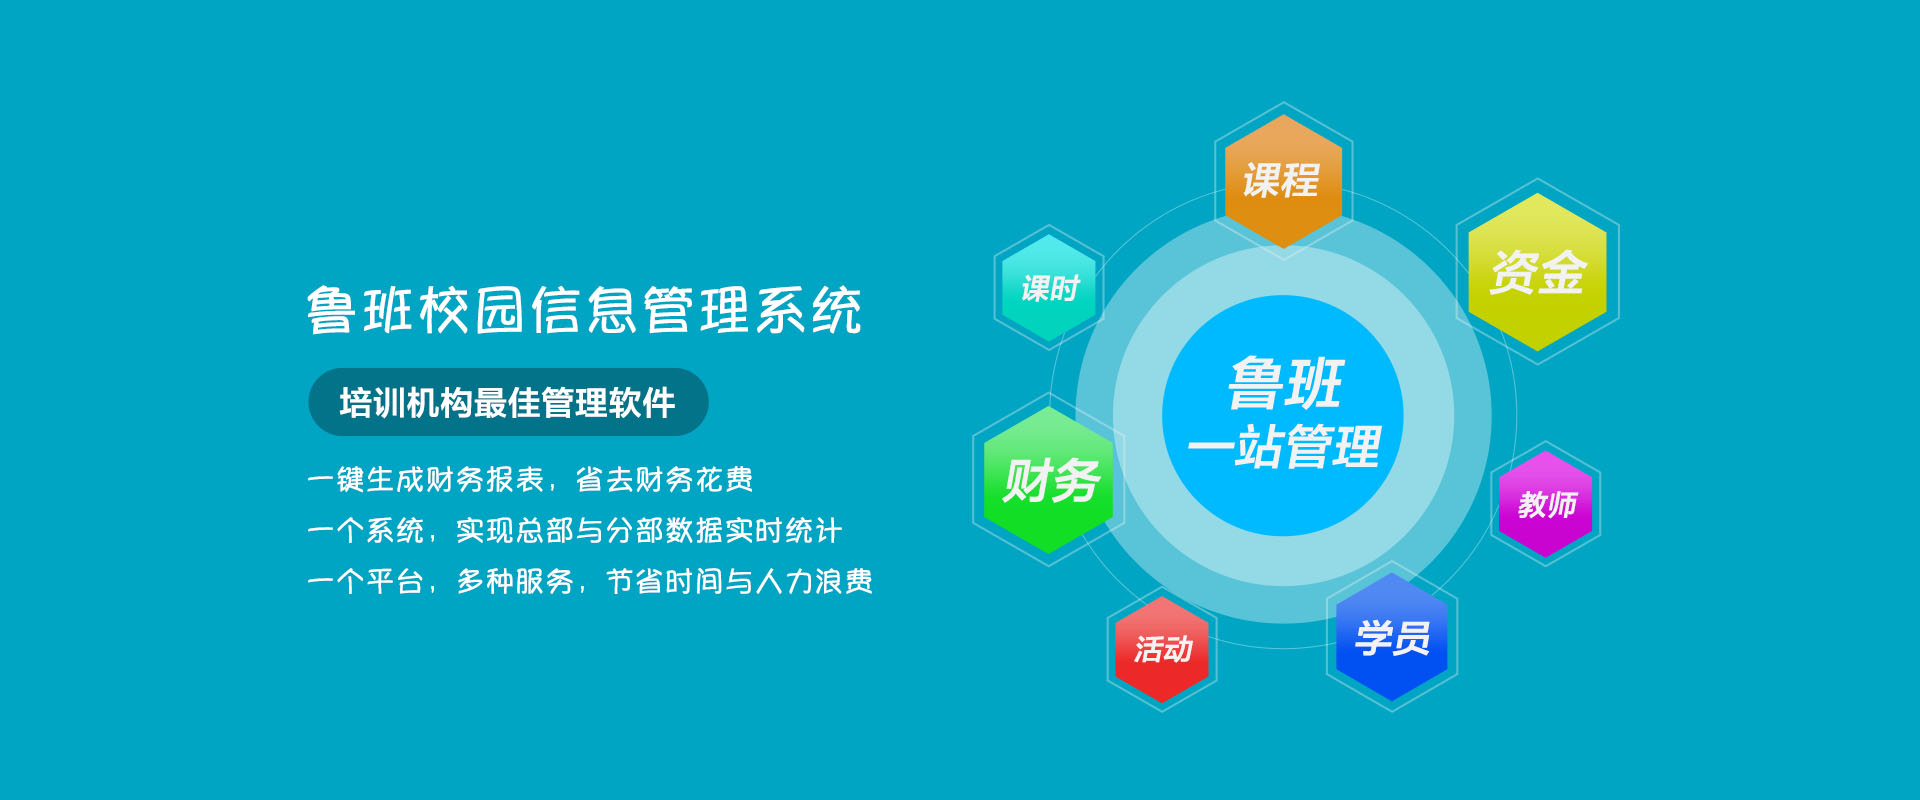 鲁班校园信息管理系统
培训机构最佳管理软件
一键生成财务报表，省去财务花费
一个系统，实现总部与分部数据实时统计
一个平台，多种服务，节省时间与人力浪费
课程
资金
课时
鲁班
一站管理
财务
教师
学员
活动